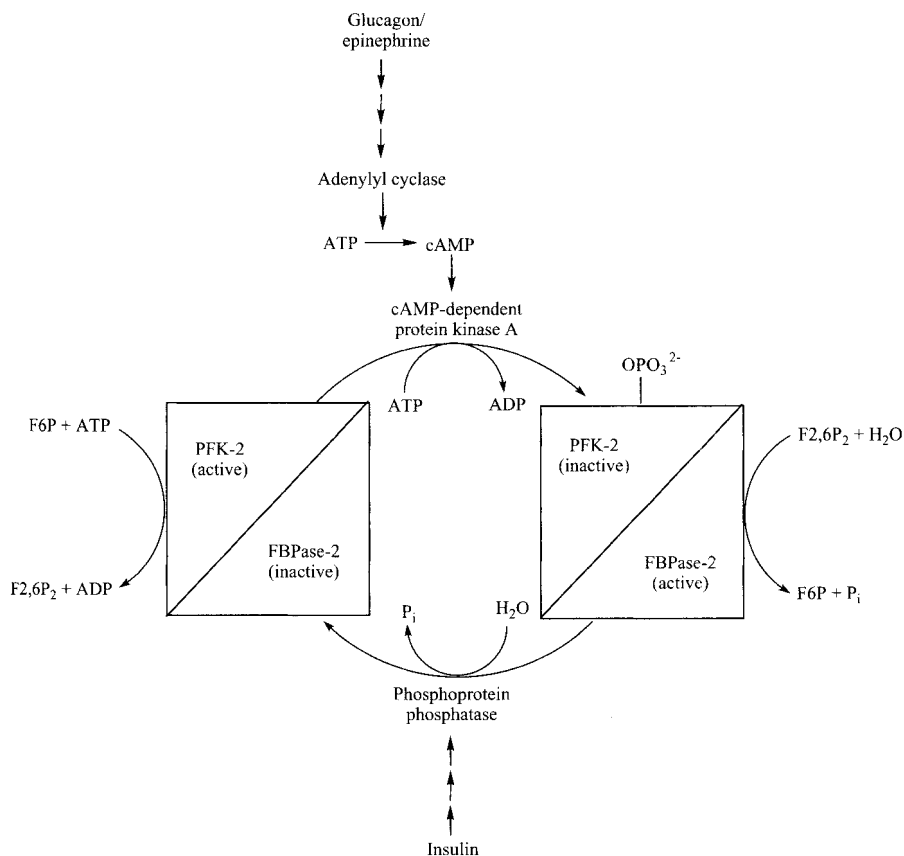 Glucagon/
epinephrine
Adenylyl cyclase
ATP cAMP
cAMP-dependent
protein kinase A
ATP ADP
OPO₃²⁻
F6P + ATP
PFK-2
(active)
FBPase-2
(inactive)
F2,6P₂ + ADP
PFK-2
(inactive)
FBPase-2
(active)
F2,6P₂ + H₂O
F6P + Pᵢ
Pᵢ H₂O
Phosphoprotein
phosphatase
Insulin